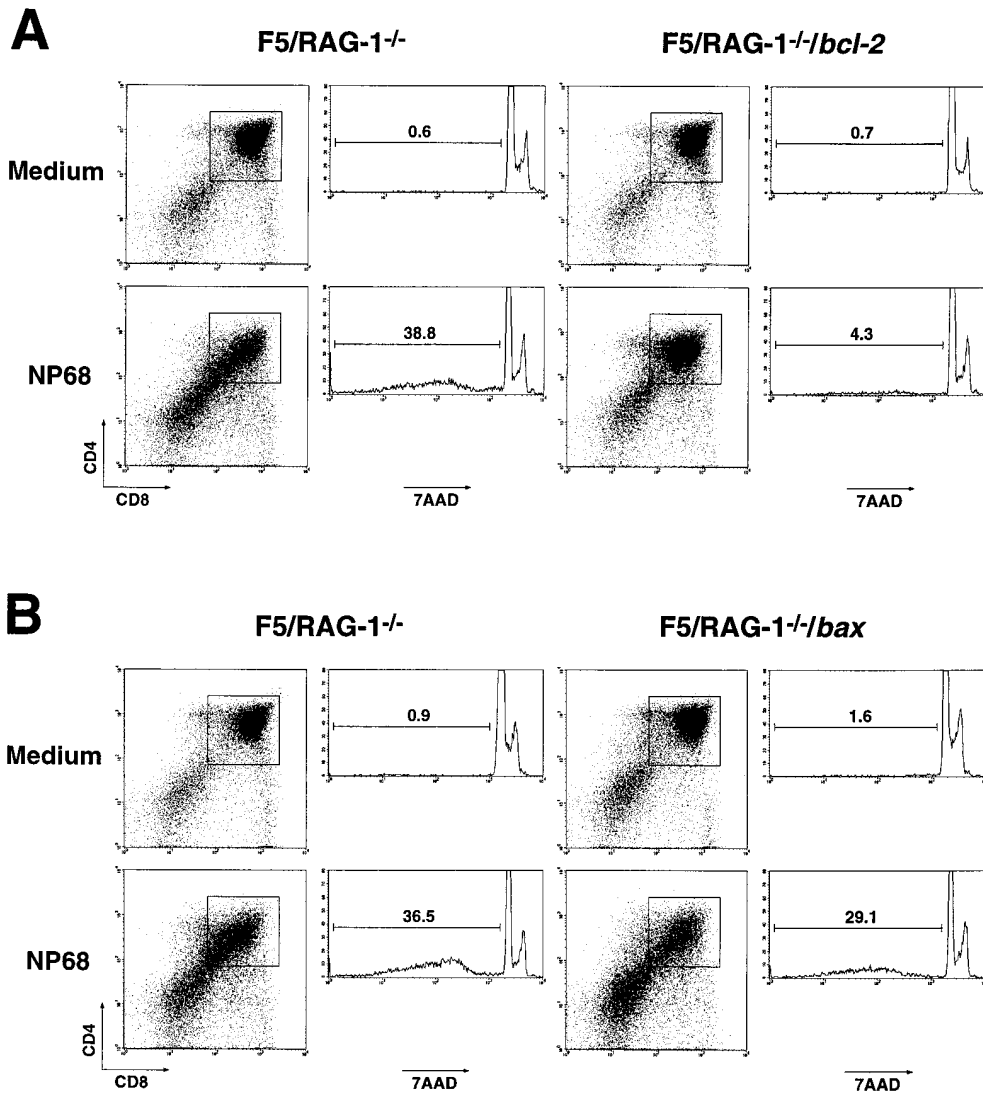 A
F5/RAG-1-/-
F5/RAG-1-/-/bcl-2
Medium
0.6
0.7
NP68
38.8
4.3
CD4
CD8
7AAD
7AAD
B
F5/RAG-1-/-
F5/RAG-1-/-/bax
Medium
0.9
1.6
NP68
36.5
29.1
CD4
CD8
7AAD
7AAD